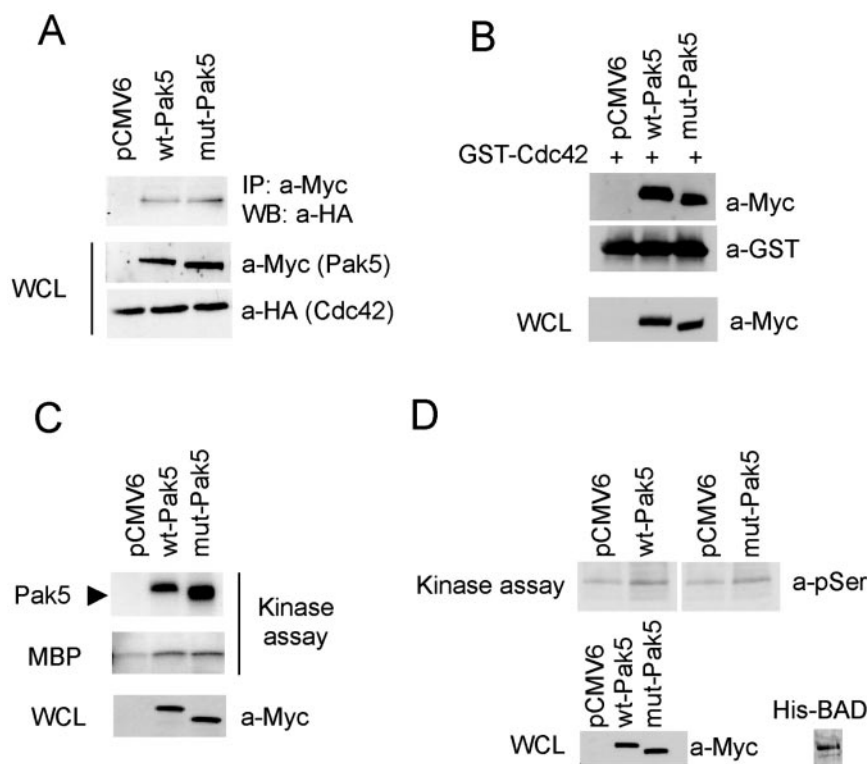 A
pCMV6
wt-Pak5
mut-Pak5
IP: a-Myc
WB: a-HA
WCL
a-Myc (Pak5)
a-HA (Cdc42)
B
pCMV6
wt-Pak5
mut-Pak5
GST-Cdc42 + + +
a-Myc
a-GST
WCL a-Myc
C
pCMV6
wt-Pak5
mut-Pak5
Pak5
Kinase
assay
MBP
WCL a-Myc
D
pCMV6
wt-Pak5
pCMV6
mut-Pak5
Kinase assay a-pSer
pCMV6
wt-Pak5
mut-Pak5
His-BAD
WCL a-Myc